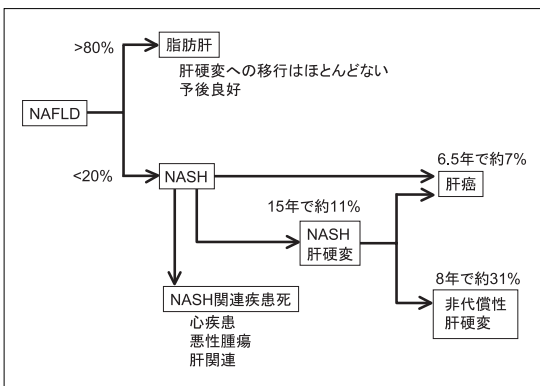 >80%
脂肪肝
肝硬変への移行はほとんどない
予後良好
NAFLD
<20%
NASH
6.5年で約7%
肝癌
15年で約11%
NASH
肝硬変
8年で約31%
非代償性
肝硬変
NASH関連疾患死
心疾患
悪性腫瘍
肝関連